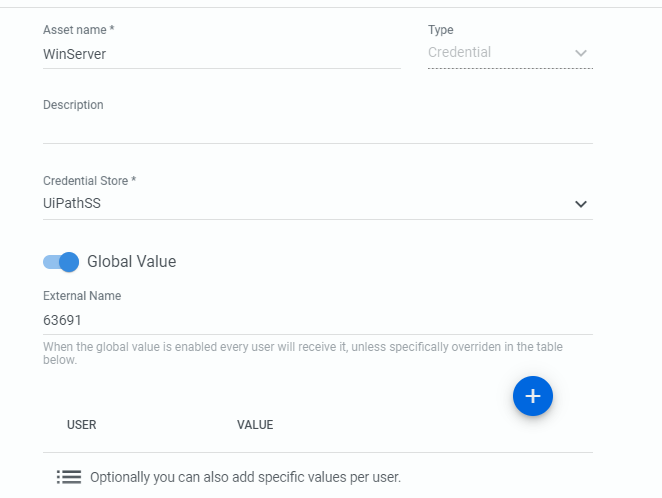 Asset name *
Type
WinServer
Credential
Description
Credential Store *
UiPathSS
Global Value
External Name
63691
When the global value is enabled every user will receive it, unless specifically overriden in the table
below.
USER
VALUE
Optionally you can also add specific values per user.